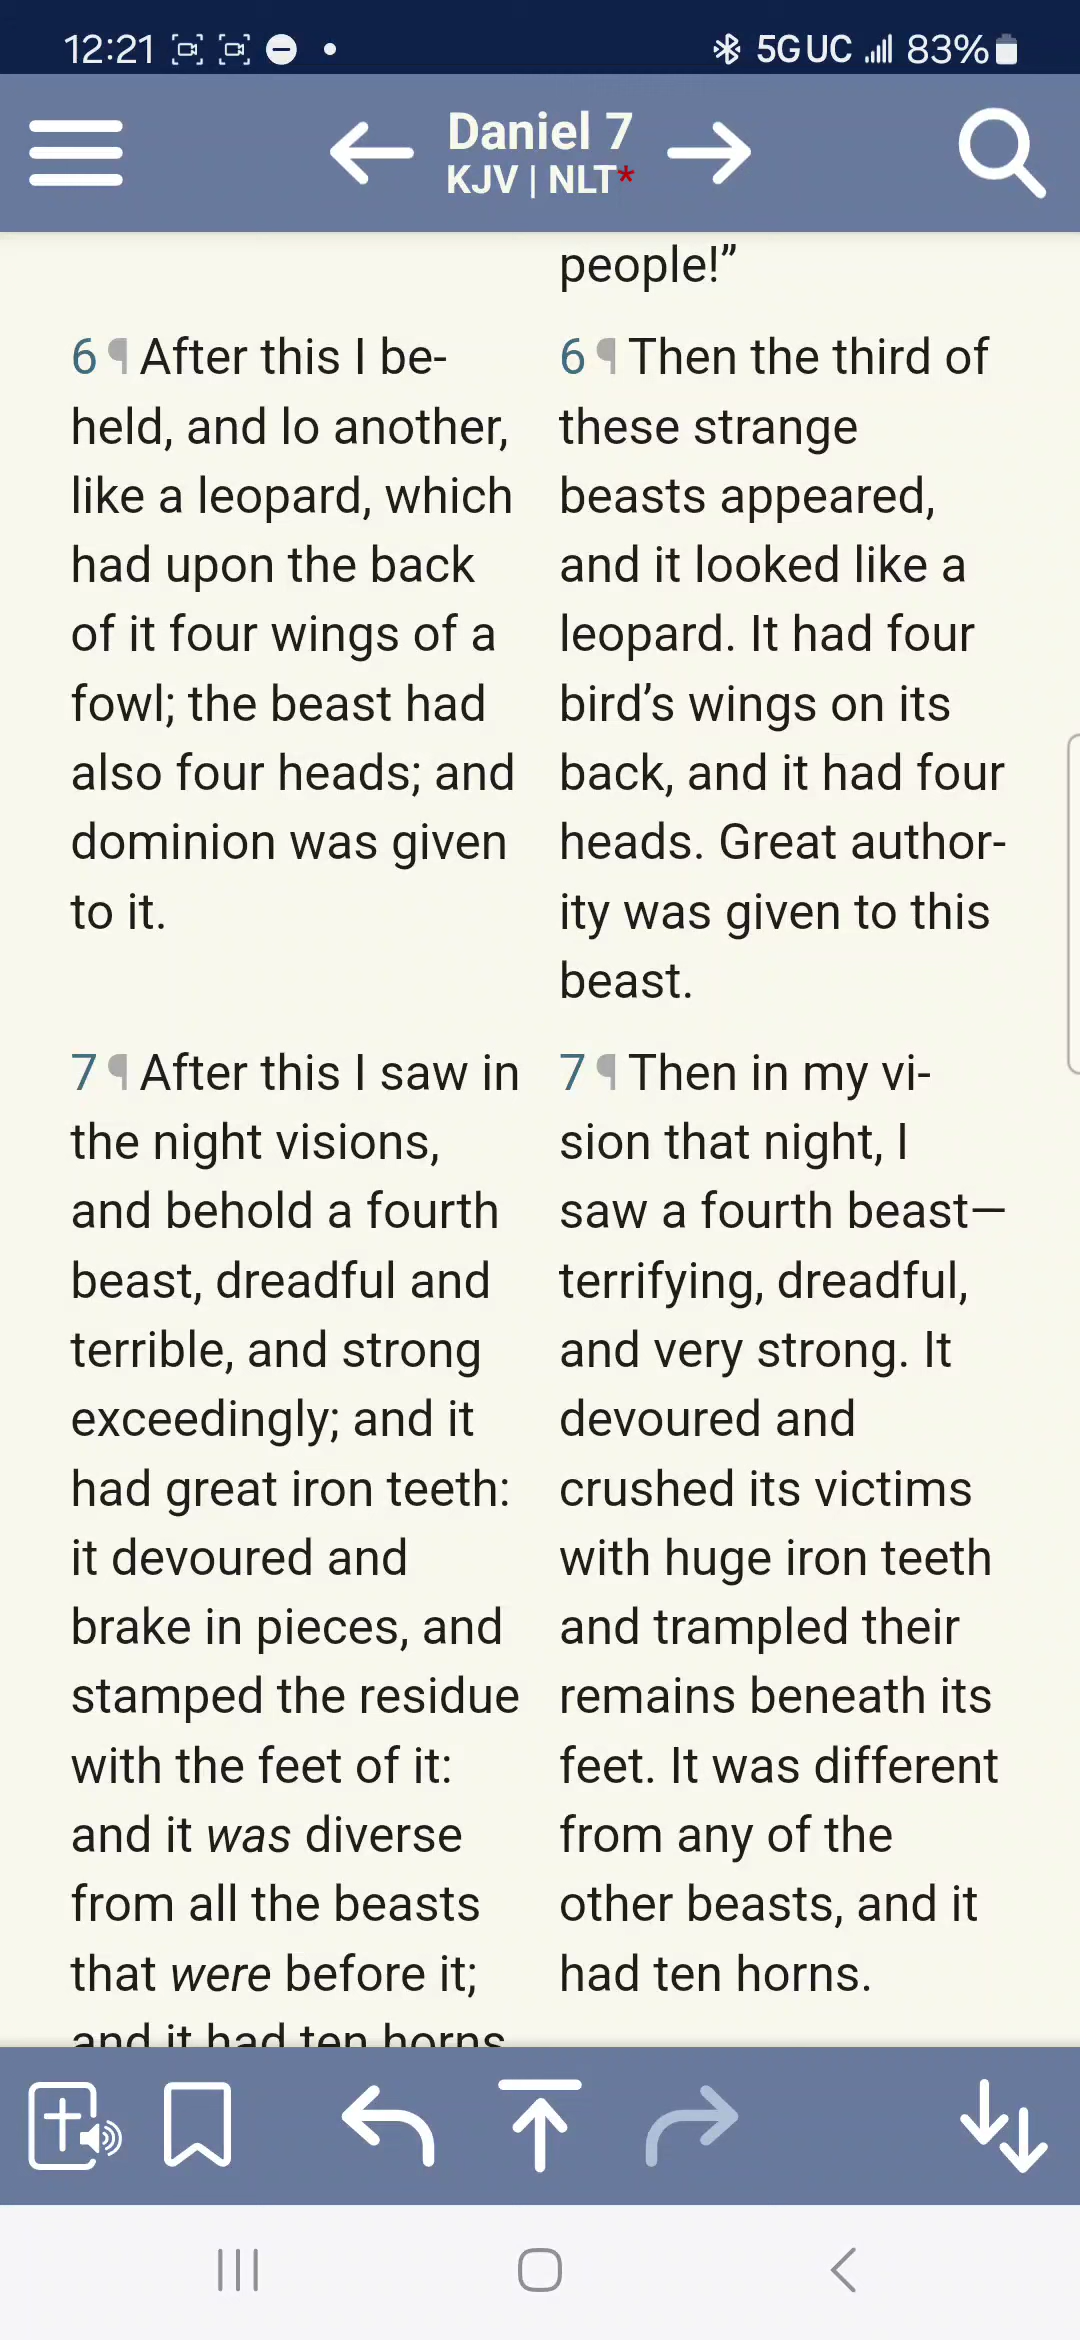 12:21
5G UC 83%
Daniel 7
KJV | NLT*
people!”
6 ¶ After this I be-
held, and lo another,
like a leopard, which
had upon the back
of it four wings of a
fowl; the beast had
also four heads; and
dominion was given
to it.
6 ¶ Then the third of
these strange
beasts appeared,
and it looked like a
leopard. It had four
bird’s wings on its
back, and it had four
heads. Great author-
ity was given to this
beast.
7 ¶ After this I saw in
the night visions,
and behold a fourth
beast, dreadful and
terrible, and strong
exceedingly; and it
had great iron teeth:
it devoured and
brake in pieces, and
stamped the residue
with the feet of it:
and it was diverse
from all the beasts
that were before it;
and it had ten horns
7 ¶ Then in my vi-
sion that night, I
saw a fourth beast—
terrifying, dreadful,
and very strong. It
devoured and
crushed its victims
with huge iron teeth
and trampled their
remains beneath its
feet. It was different
from any of the
other beasts, and it
had ten horns.